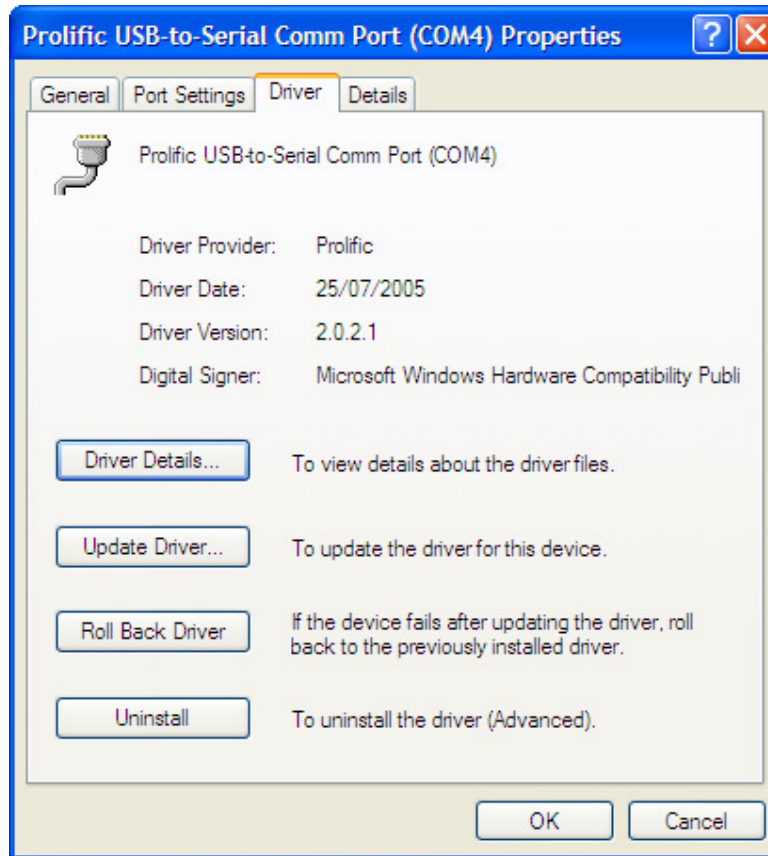 Prolific USB-to-Serial Comm Port (COM4) Properties
General Port Settings Driver Details
Prolific USB-to-Serial Comm Port (COM4)
Driver Provider: Prolific
Driver Date: 25/07/2005
Driver Version: 2.0.2.1
Digital Signer: Microsoft Windows Hardware Compatibility Publi
Driver Details... To view details about the driver files.
Update Driver... To update the driver for this device.
Roll Back Driver If the device fails after updating the driver, roll
back to the previously installed driver.
Uninstall To uninstall the driver (Advanced).
OK Cancel